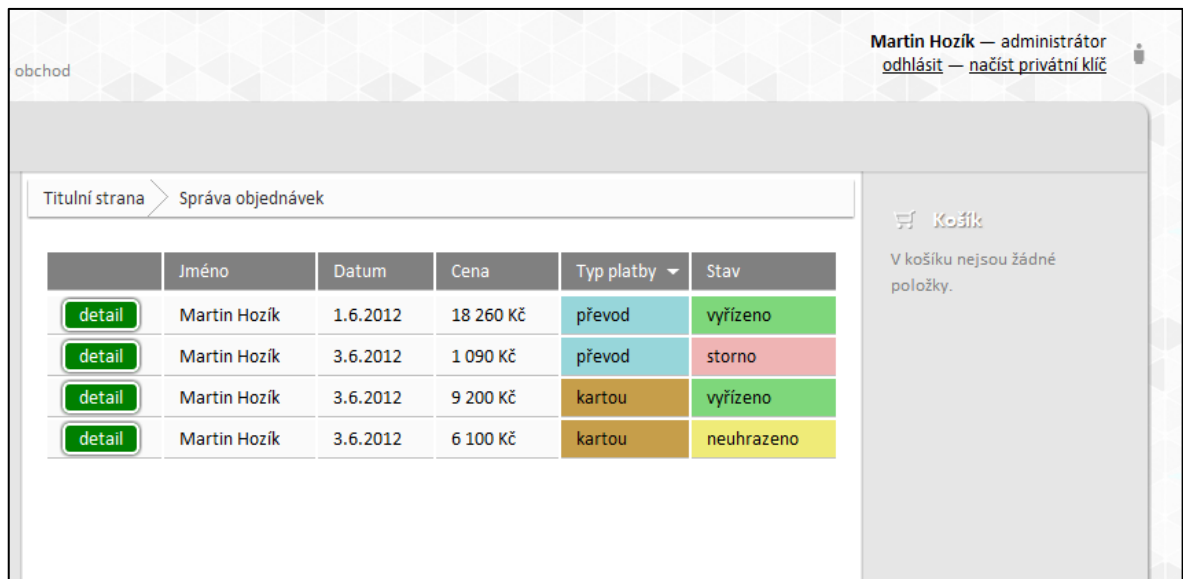 Martin Hozík — administrátor
odhlásit — načíst privátní klíč
obchod
Titulní strana Správa objednávek
Košík
V košíku nejsou žádné
položky.
Jméno Datum Cena Typ platby Stav
detail Martin Hozík 1.6.2012 18 260 Kč převod vyřízeno
detail Martin Hozík 3.6.2012 1 090 Kč převod storno
detail Martin Hozík 3.6.2012 9 200 Kč kartou vyřízeno
detail Martin Hozík 3.6.2012 6 100 Kč kartou neuhrazeno